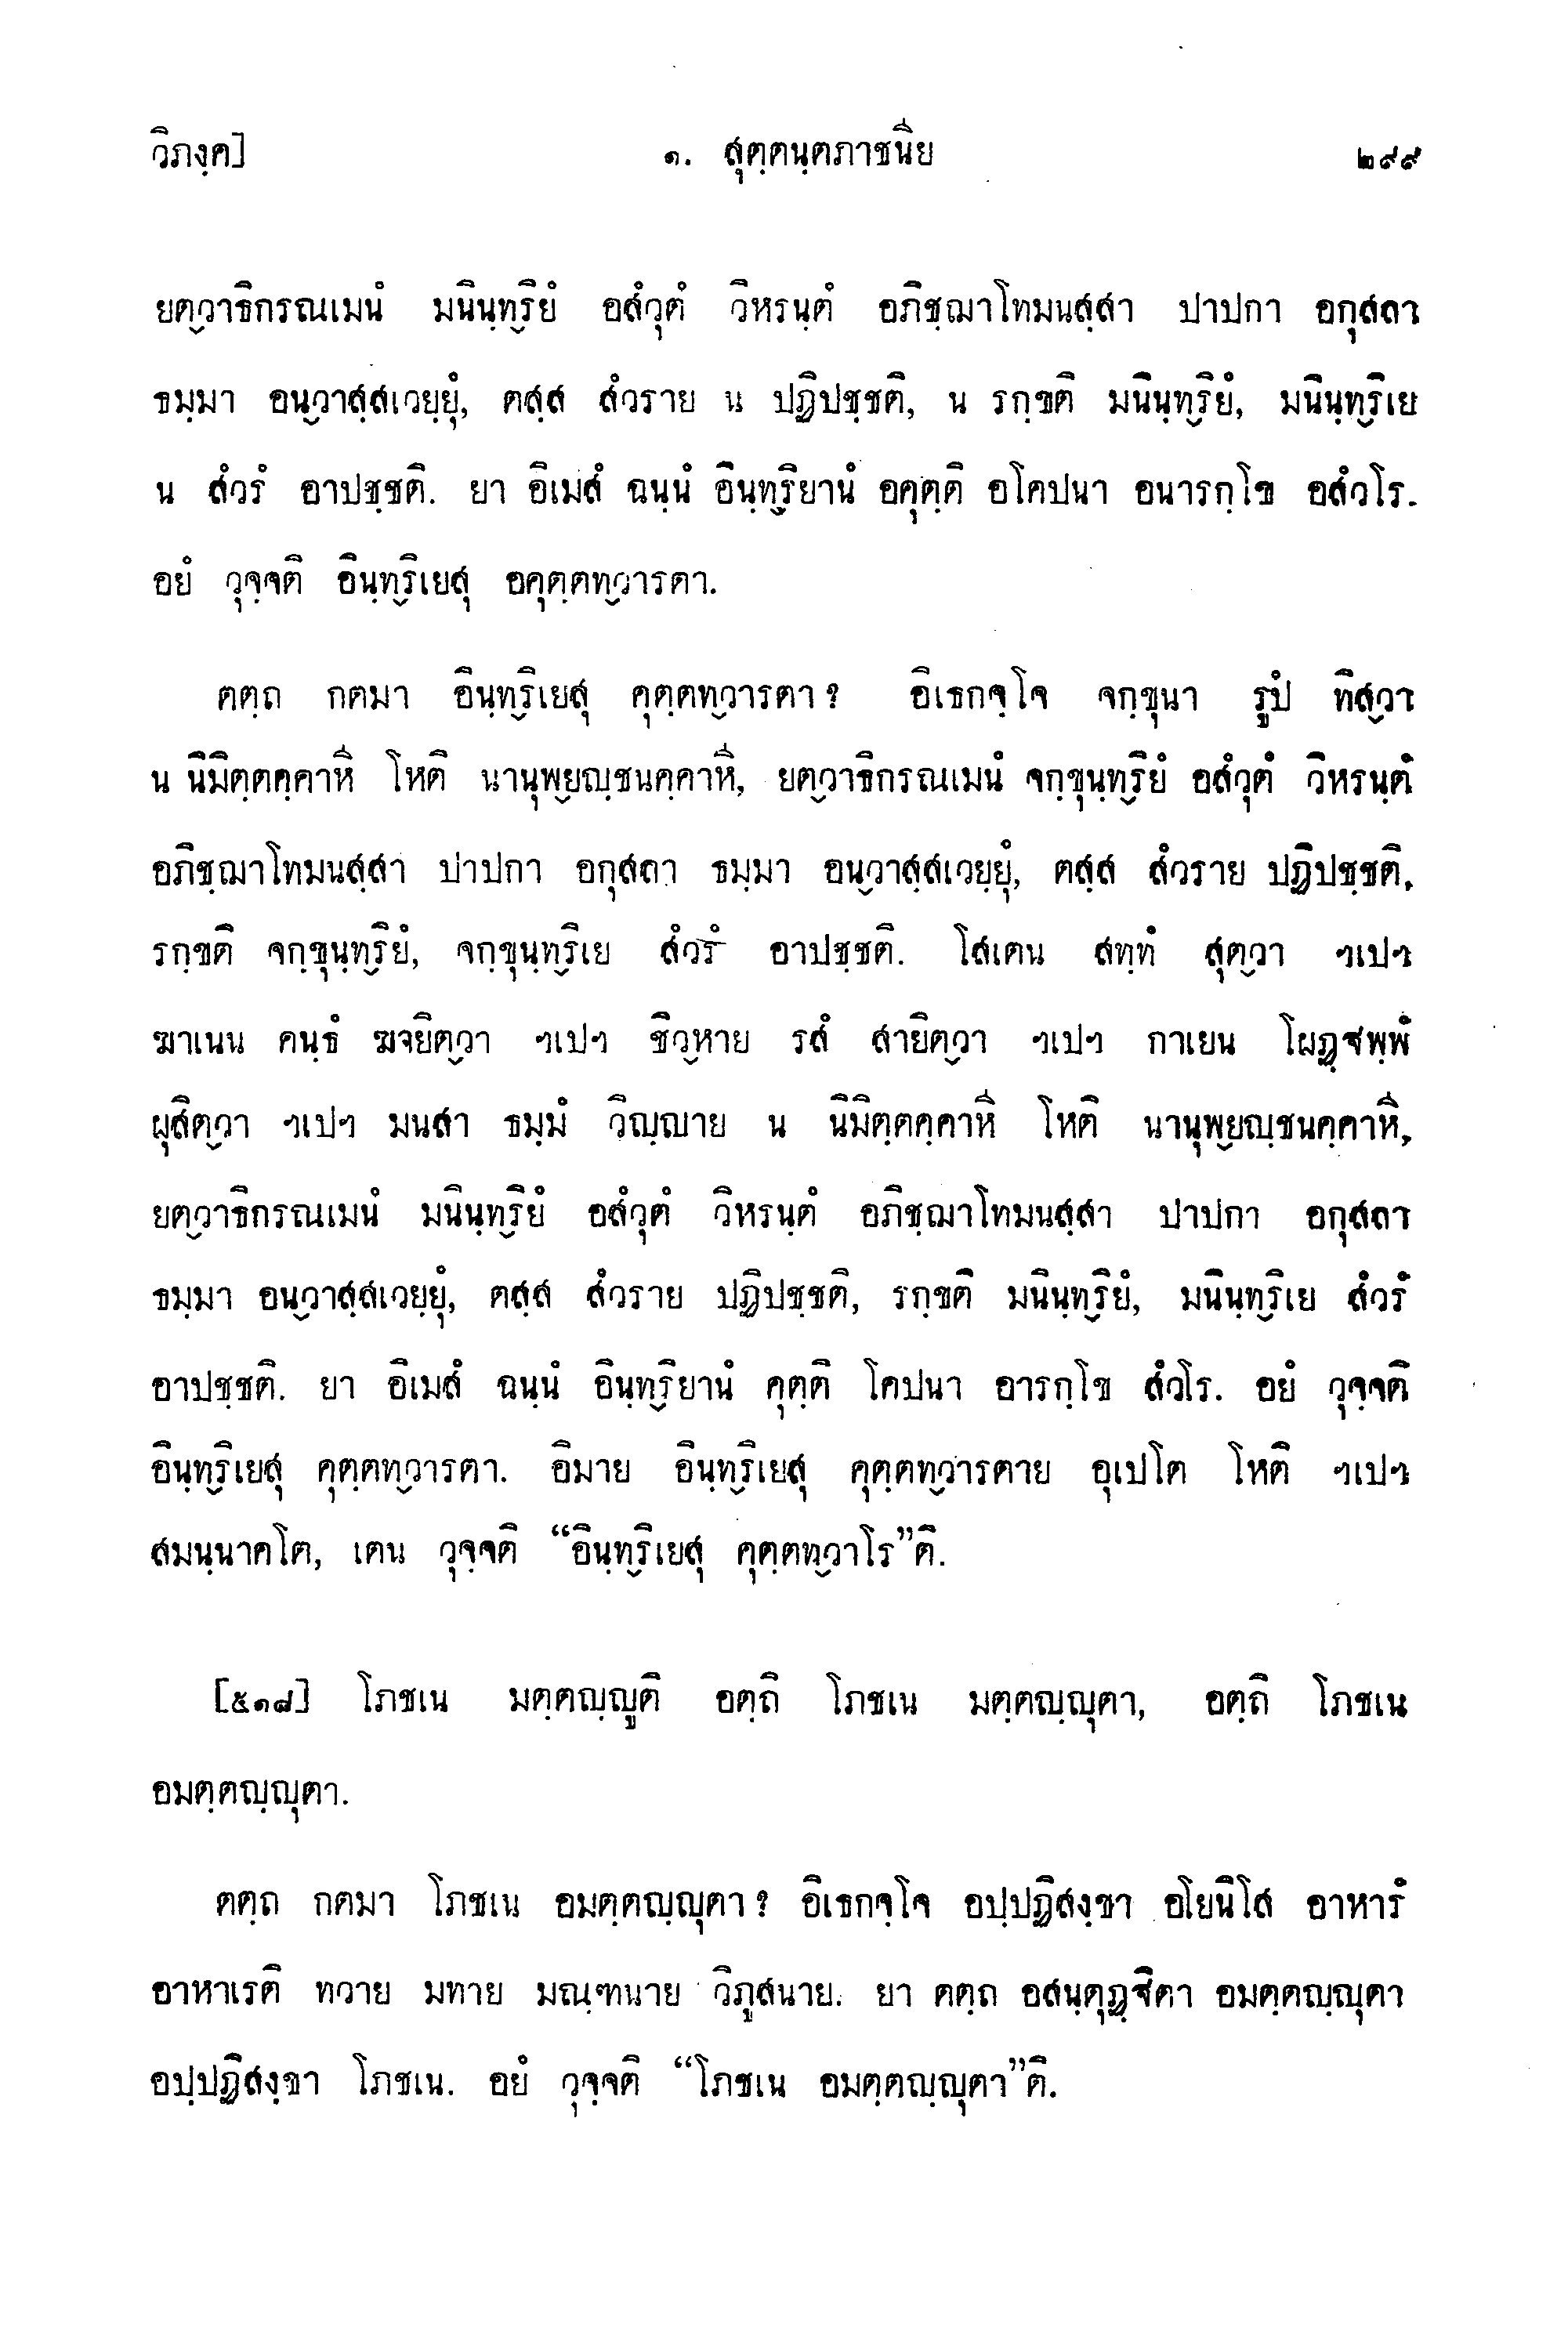 วิภงฺค]
๑. สุตฺตนฺตภาชนีย
๒๙๙
ยตฺวาธิกรณเมนํ มนินฺทฺริยํ อสํวุตํ วิหรนฺตํ อภิชฺฌาโทมนสฺสา ปาปกา อกุสลา
ธมฺมา อนฺวาสฺสเวยฺยุํ, ตสฺส สํวราย น ปฏิปชฺชติ, น รกฺขติ มนินฺทฺริยํ, มนินฺทฺริเย
น สํวรํ อาปชฺชติ. ยา อิเมสํ ฉนฺนํ อินฺทฺริยานํ อคุตฺติ อโคปนา อนารกฺโข อสํวโร.
อยํ วุจฺจติ อินฺทฺริเยสุ อคุตฺตทฺวารตา.
ตตฺถ กตมา อินฺทฺริเยสุ คุตฺตทฺวารตา? อิเธกจฺโจ จกฺขุนา รูปํ ทิสฺวา
น นิมิตฺตคฺคาหี โหติ นานุพฺยญฺชนคฺคาหี, ยตฺวาธิกรณเมนํ จกฺขุนฺทฺริยํ อสํวุตํ วิหรนฺตํ
อภิชฺฌาโทมนสฺสา ปาปกา อกุสลา ธมฺมา อนฺวาสฺสเวยฺยุํ, ตสฺส สํวราย ปฏิปชฺชติ,
รกฺขติ จกฺขุนฺทฺริยํ, จกฺขุนฺทฺริเย สํวรํ อาปชฺชติ. โสเตน สทฺทํ สุตฺวา ฯเปฯ
ฆาเนน คนฺธํ ฆายิตฺวา ฯเปฯ ชิวฺหาย รสํ สายิตฺวา ฯเปฯ กาเยน โผฏฺฐพฺพํ
ผุสิตฺวา ฯเปฯ มนสา ธมฺมํ วิญฺญาย น นิมิตฺตคฺคาหี โหติ นานุพฺยญฺชนคฺคาหี,
ยตฺวาธิกรณเมนํ มนินฺทฺริยํ อสํวุตํ วิหรนฺตํ อภิชฺฌาโทมนสฺสา ปาปกา อกุสลา
ธมฺมา อนฺวาสฺสเวยฺยุํ, ตสฺส สํวราย ปฏิปชฺชติ, รกฺขติ มนินฺทฺริยํ, มนินฺทฺริเย สํวรํ
อาปชฺชติ. ยา อิเมสํ ฉนฺนํ อินฺทฺริยานํ คุตฺติ โคปนา อารกฺโข สํวโร. อยํ วุจฺจติ
อินฺทฺริเยสุ คุตฺตทฺวารตา. อิมาย อินฺทฺริเยสุ คุตฺตทฺวารตาย อุเปโต โหติ ฯเปฯ
สมนฺนาคโต, เตน วุจฺจติ “อินฺทฺริเยสุ คุตฺตทฺวาโร”ติ.
[๕๑๘] โภชเน มตฺตญฺญูติ อตฺถิ โภชเน มตฺตญฺญุตา, อตฺถิ โภชเน
อมตฺตญฺญุตา.
ตตฺถ กตมา โภชเน อมตฺตญฺญุตา? อิเธกจฺโจ อปฺปฏิสงฺขา อโยนิโส อาหารํ
อาหาเรติ ทวาย มทาย มณฺฑนาย วิภูสนาย. ยา ตตฺถ อสนฺตุฏฺฐิตา อมตฺตญฺญุตา
อปฺปฏิสงฺขา โภชเน. อยํ วุจฺจติ “โภชเน อมตฺตญฺญุตา”ติ.